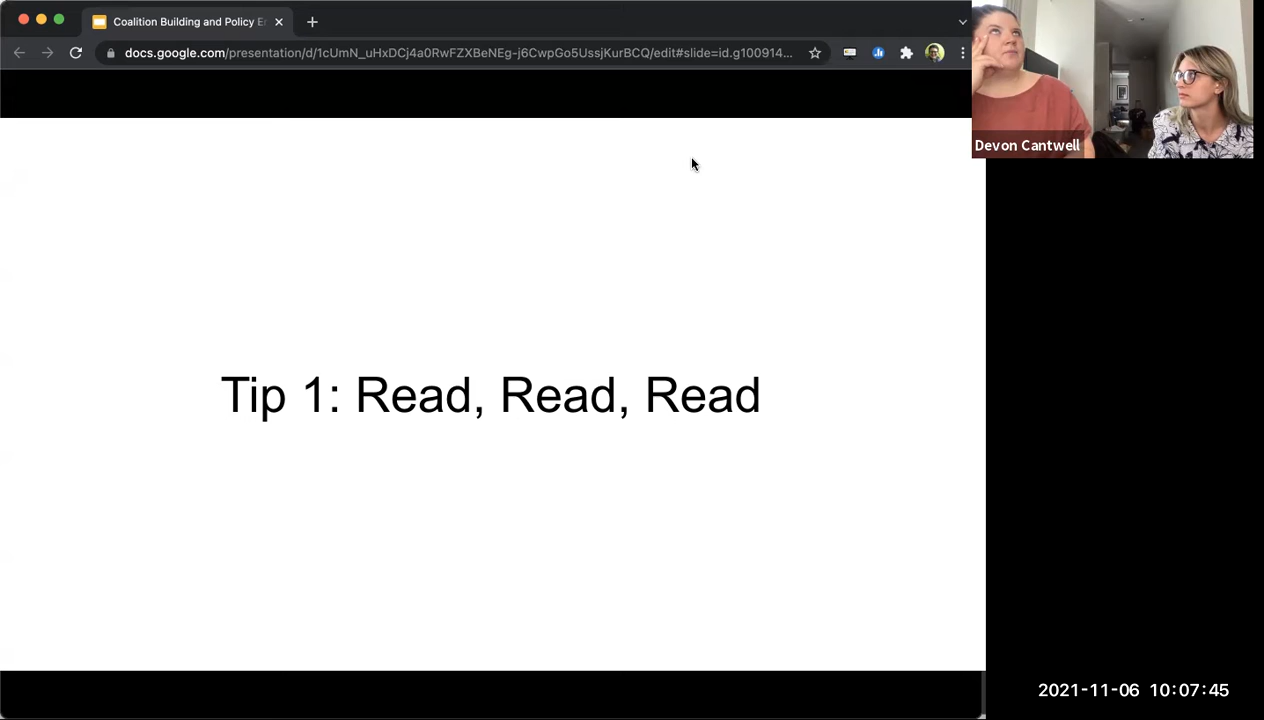 Coalition Building and Policy E
docs.google.com/presentation/d/1cUmN_uHxDCj4a0RwFZXBeNEg-j6CwpGo5UssjKurBCQ/edit#slide=id.g100914...
Devon Cantwell
Tip 1: Read, Read, Read
2021-11-06 10:07:45